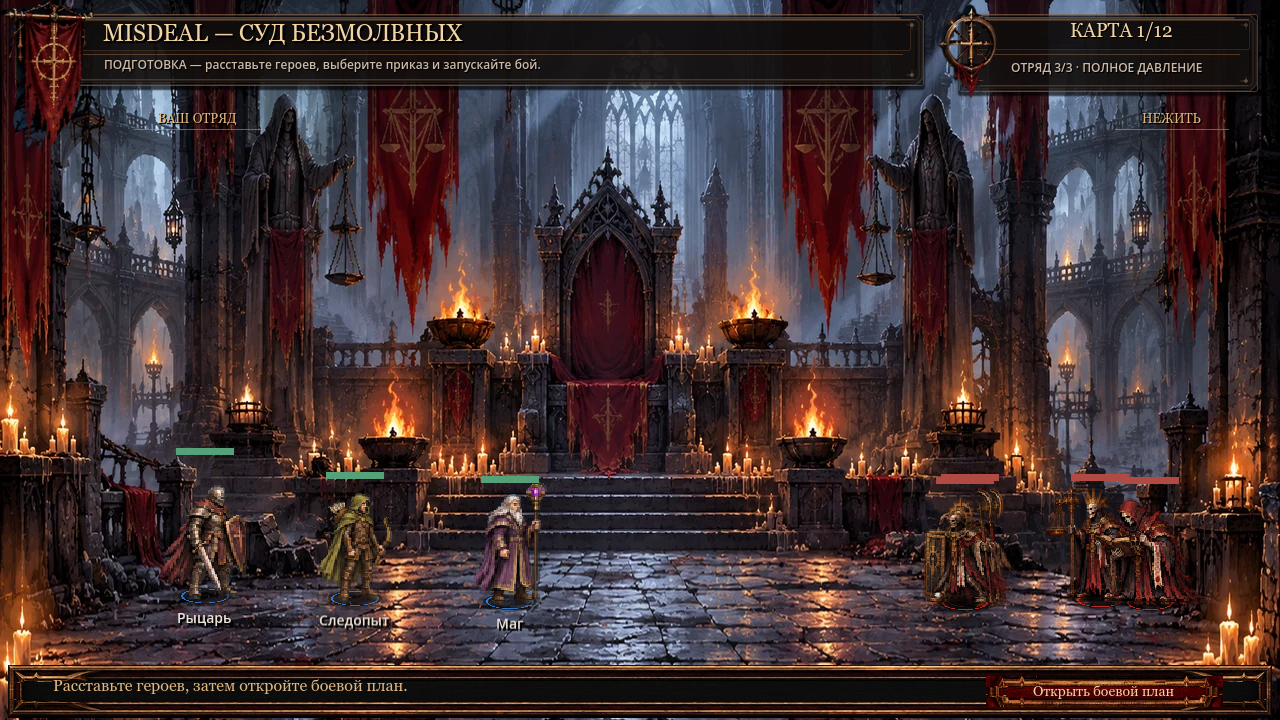 MISDEAL — СУД БЕЗМОЛВНЫХ
ПОДГОТОВКА — расставьте героев, выберите приказ и запускайте бой.
КАРТА 1/12
ОТРЯД 3/3 · ПОЛНОЕ ДАВЛЕНИЕ
ВАШ ОТРЯД
НЕЖИТЬ
Рыцарь
Следопыт
Маг
Расставьте героев, затем откройте боевой план.
Открыть боевой план